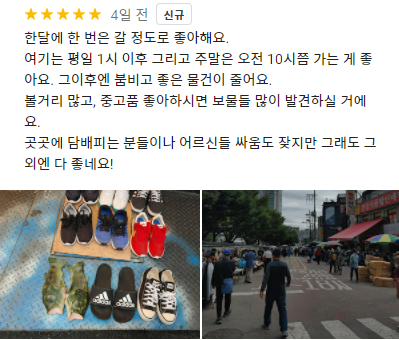 ★★★★★ 4일 전 신규
한달에 한 번은 갈 정도로 좋아해요.
여기는 평일 1시 이후 그리고 주말은 오전 10시쯤 가는 게 좋
아요. 그이후엔 붐비고 좋은 물건이 줄어요.
볼거리 많고, 중고품 좋아하시면 보물들 많이 발견하실 거에
요.
곳곳에 담배피는 분들이나 어르신들 싸움도 잦지만 그래도 그
외엔 다 좋네요!
adidas